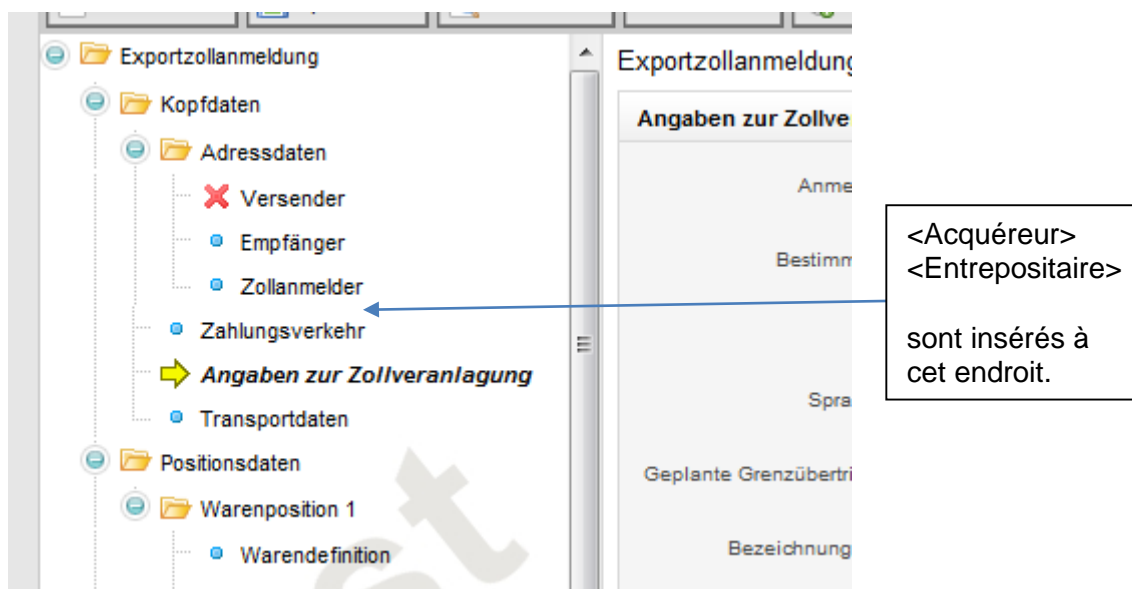 Exportzollanmeldung
Kopfdaten
Adressdaten
Versender
Empfänger
Zollanmelder
Zahlungsverkehr
Angaben zur Zollveranlagung
Transportdaten
Positionsdaten
Warenposition 1
Warendefinition
Exportzollanmeldung
Angaben zur Zollve
Anme
Bestimm
Spra
Geplante Grenzübertri
Bezeichnung
<Acquéreur>
<Entrepositaire>
sont insérés à
cet endroit.